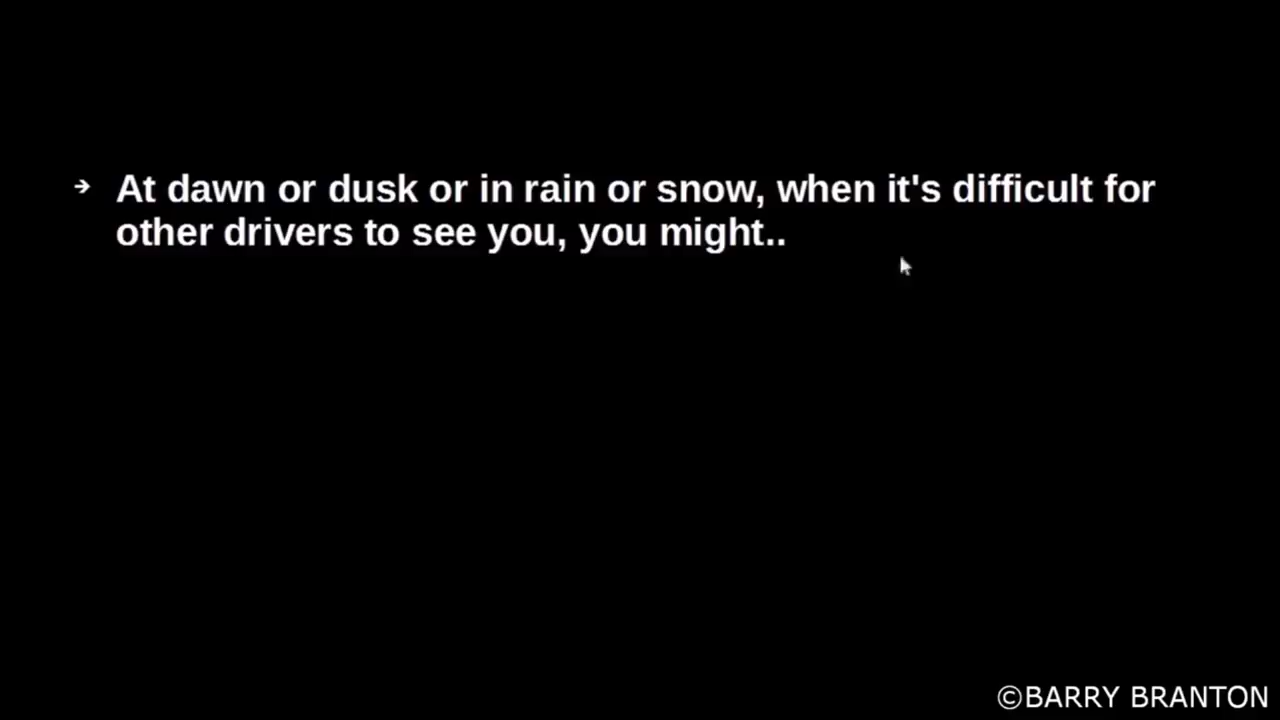 ➔ At dawn or dusk or in rain or snow, when it's difficult for
other drivers to see you, you might..
©BARRY BRANTON